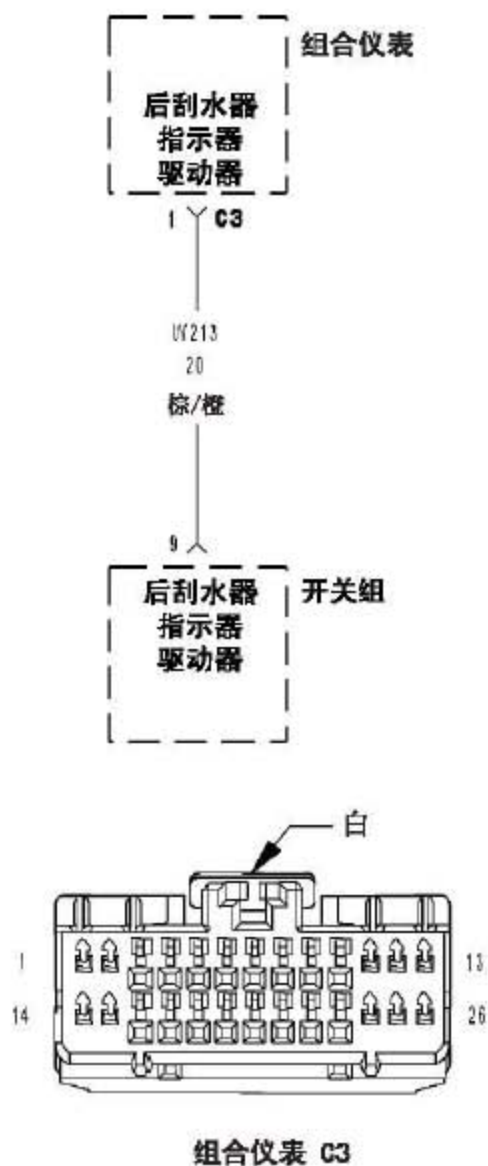 组合仪表
后刮水器
指示器
驱动器
1 C3
W213
20
棕/橙
9
后刮水器 开关组
指示器
驱动器
白
1 13
14 26
组合仪表 C3